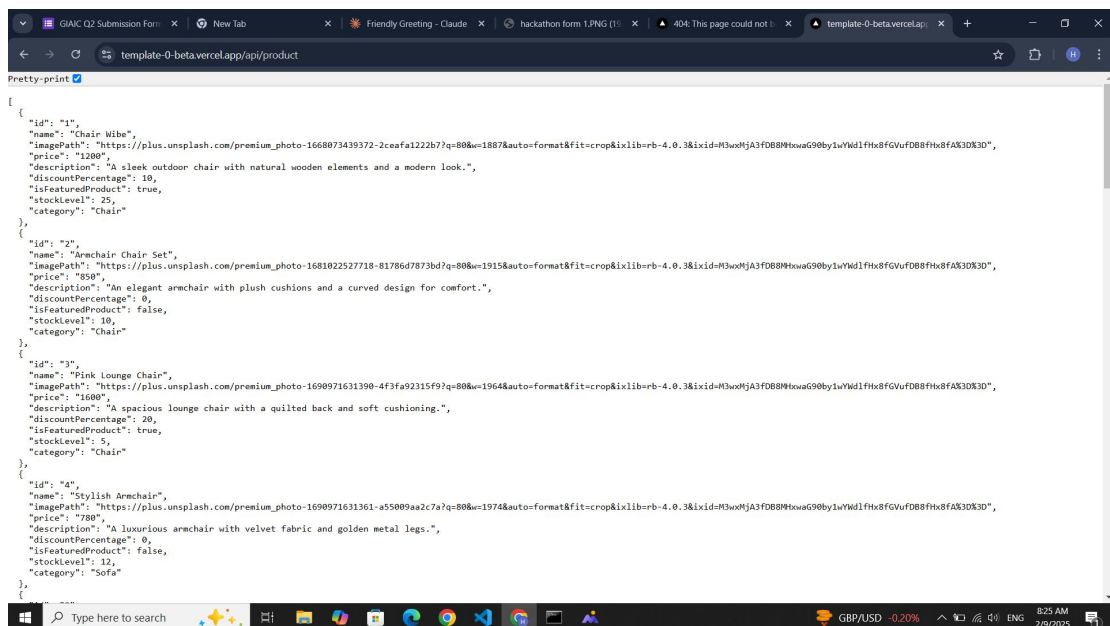 GIAIC Q2 Submission Form
New Tab
Friendly Greeting - Claude
hackathon form 1.PNG (19
404: This page could not b
template-0-beta.vercel.app
template-0-beta.vercel.app/api/product
H
Pretty-print
[
{
"id": "1",
"name": "Chair Wibe",
"imagePath": "https://plus.unsplash.com/premium_photo-1668073439372-2ceafa1222b7?q=80&w=1887&auto=format&fit=crop&ixlib=rb-4.0.3&ixid=M3wxMjA3fDB8MHxwaG90by1wYWdlfHx8fGVufDB8fHx8fA%3D%3D",
"price": "1200",
"description": "A sleek outdoor chair with natural wooden elements and a modern look.",
"discountPercentage": 10,
"isFeaturedProduct": true,
"stockLevel": 25,
"category": "Chair"
},
{
"id": "2",
"name": "Armchair Chair Set",
"imagePath": "https://plus.unsplash.com/premium_photo-1681022527718-81786d7873bd?q=80&w=1915&auto=format&fit=crop&ixlib=rb-4.0.3&ixid=M3wxMjA3fDB8MHxwaG90by1wYWdlfHx8fGVufDB8fHx8fA%3D%3D",
"price": "850",
"description": "An elegant armchair with plush cushions and a curved design for comfort.",
"discountPercentage": 0,
"isFeaturedProduct": false,
"stockLevel": 10,
"category": "Chair"
},
{
"id": "3",
"name": "Pink Lounge Chair",
"imagePath": "https://plus.unsplash.com/premium_photo-1690971631390-4f3fa92315f9?q=80&w=1964&auto=format&fit=crop&ixlib=rb-4.0.3&ixid=M3wxMjA3fDB8MHxwaG90by1wYWdlfHx8fGVufDB8fHx8fA%3D%3D",
"price": "1600",
"description": "A spacious lounge chair with a quilted back and soft cushioning.",
"discountPercentage": 20,
"isFeaturedProduct": true,
"stockLevel": 5,
"category": "Chair"
},
{
"id": "4",
"name": "Stylish Armchair",
"imagePath": "https://plus.unsplash.com/premium_photo-1690971631361-a55009aa2c7a?q=80&w=1974&auto=format&fit=crop&ixlib=rb-4.0.3&ixid=M3wxMjA3fDB8MHxwaG90by1wYWdlfHx8fGVufDB8fHx8fA%3D%3D",
"price": "780",
"description": "A luxurious armchair with velvet fabric and golden metal legs.",
"discountPercentage": 0,
"isFeaturedProduct": false,
"stockLevel": 12,
"category": "Sofa"
},
{
Type here to search
GBP/USD -0.20%
ENG
8:25 AM
2/9/2025